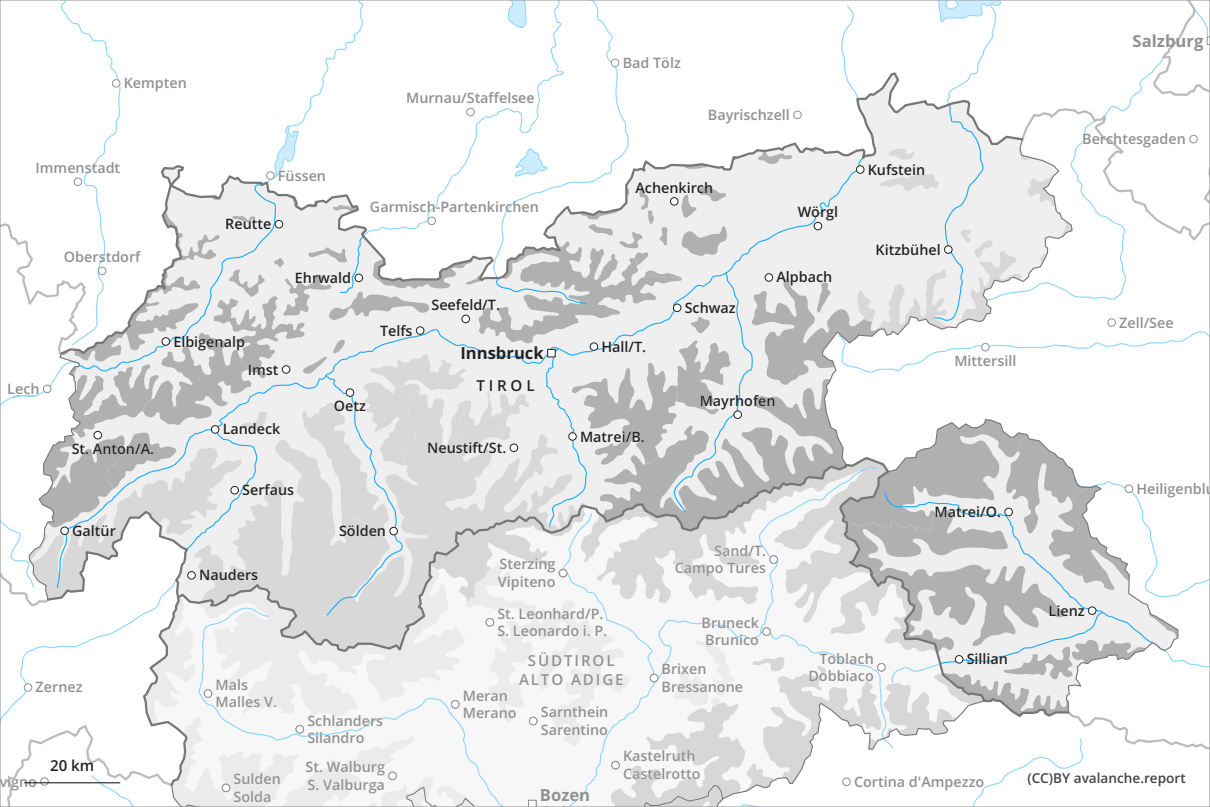 Salzburg
Bad Tölz
Kempten
Murnau/Staffelsee
Bayrischzell
Berchtesgaden
Immenstadt
Füssen
Kufstein
Achenkirch
Garmisch-Partenkirchen
Wörgl
Reutte
Kitzbühel
Oberstdorf
Ehrwald
Alpbach
Seefeld/T.
Schwaz
Zell/See
Telfs
Elbigenalp
Innsbruck
Hall/T.
Mittersill
Imst
TIROL
Lech
Oetz
Mayrhofen
Landeck
Matrei/B.
St. Anton/A.
Neustift/St.
Serfaus
Heiligenblu
Matrei/O.
Galtür
Sölden
Sand/T.
Campo Tures
Sterzing
Vipiteno
Nauders
Lienz
St. Leonhard/P.
S. Leonardo i. P.
Bruneck
Brunico
SÜDTIROL
ALTO ADIGE
Toblach
Dobbiaco
Sillian
Brixen
Bressanone
Zernez
Mals
Malles V.
Meran
Merano
Sarnthein
Sarentino
Schlanders
Silandro
Kastelruth
Castelrotto
20 km
St. Walburg
S. Valburga
vigno
Sulden
Solda
Cortina d'Ampezzo
(CC)BY avalanche.report
Bozen